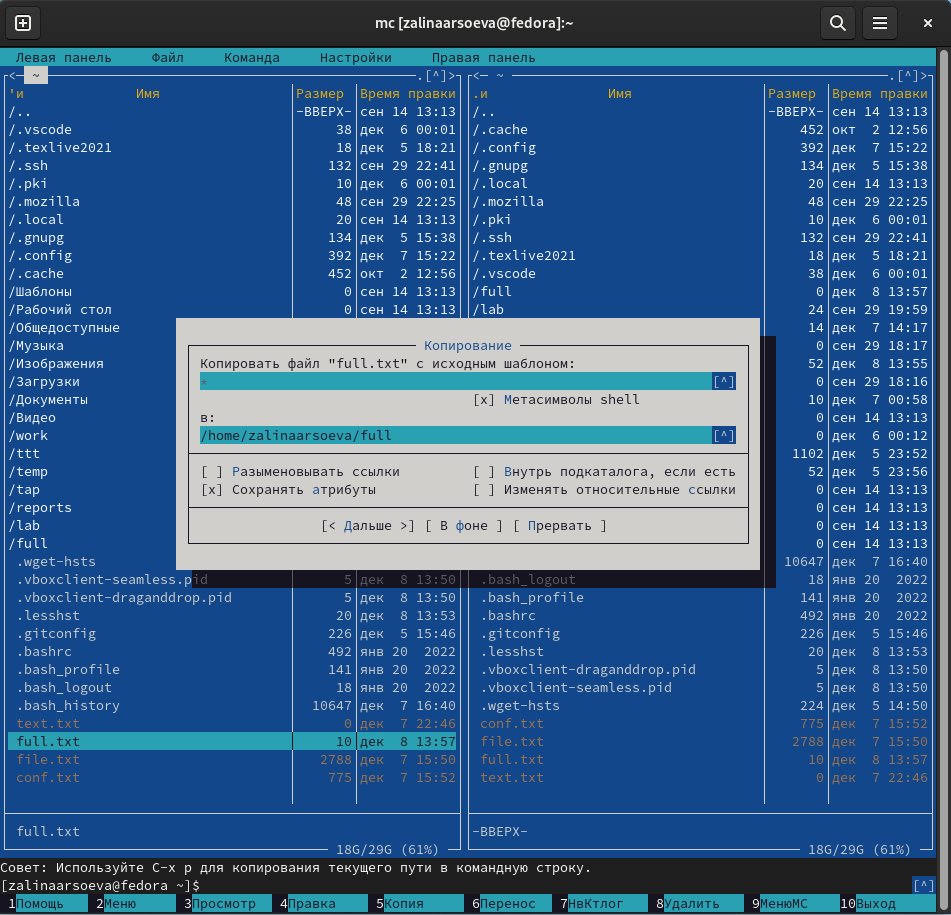 mc [zalinaarsoeva@fedora]:~
Левая панель Файл Команда Настройки Правая панель
<─ ~ .[^]> <─ ~ .[^]>
'и Имя Размер Время правки .и Имя Размер Время правки
/.. -ВВЕРХ- сен 14 13:13 /.. -ВВЕРХ- сен 14 13:13
/.vscode 38 дек 6 00:01 /.cache 452 окт 2 12:56
/.texlive2021 18 дек 5 18:21 /.config 392 дек 7 15:22
/.ssh 132 сен 29 22:41 /.gnupg 134 дек 5 15:38
/.pki 10 дек 6 00:01 /.local 20 сен 14 13:13
/.mozilla 48 сен 29 22:25 /.mozilla 48 сен 29 22:25
/.local 20 сен 14 13:13 /.pki 10 дек 6 00:01
/.gnupg 134 дек 5 15:38 /.ssh 132 сен 29 22:41
/.config 392 дек 7 15:22 /.texlive2021 18 дек 5 18:21
/.cache 452 окт 2 12:56 /.vscode 38 дек 6 00:01
/Шаблоны 0 сен 14 13:13 /full 0 дек 8 13:57
/Рабочий стол 0 сен 14 13:13 /lab 24 сен 29 19:59
/Общедоступные 14 дек 7 14:17
/Музыка Копирование 0 сен 29 18:17
/Изображения Копировать файл "full.txt" с исходным шаблоном: 52 дек 8 13:55
/Загрузки * [^] 0 сен 29 18:16
/Документы [x] Метасимволы shell 10 дек 7 00:58
/Видео в: 0 сен 14 13:13
/work /home/zalinaarsoeva/full [^] 0 дек 6 00:12
/ttt 1102 дек 5 23:52
/temp [ ] Разыменовывать ссылки [ ] Внутрь подкаталога, если есть 52 дек 5 23:56
/tap [x] Сохранять атрибуты [ ] Изменять относительные ссылки 0 сен 14 13:13
/reports 0 сен 14 13:13
/lab [< Дальше >] [ В фоне ] [ Прервать ] 0 сен 14 13:13
/full 0 сен 14 13:13
.wget-hsts 10647 дек 7 16:40
.vboxclient-seamless.pid 5 дек 8 13:50 .bash_logout 18 янв 20 2022
.vboxclient-draganddrop.pid 5 дек 8 13:50 .bash_profile 141 янв 20 2022
.lesshst 20 дек 8 13:53 .bashrc 492 янв 20 2022
.gitconfig 226 дек 5 15:46 .gitconfig 226 дек 5 15:46
.bashrc 492 янв 20 2022 .lesshst 20 дек 8 13:53
.bash_profile 141 янв 20 2022 .vboxclient-draganddrop.pid 5 дек 8 13:50
.bash_logout 18 янв 20 2022 .vboxclient-seamless.pid 5 дек 8 13:50
.bash_history 10647 дек 7 16:40 .wget-hsts 224 дек 5 14:50
text.txt 0 дек 7 22:46 conf.txt 775 дек 7 15:52
full.txt 10 дек 8 13:57 file.txt 2788 дек 7 15:50
file.txt 2788 дек 7 15:50 full.txt 10 дек 8 13:57
conf.txt 775 дек 7 15:52 text.txt 0 дек 7 22:46
full.txt -ВВЕРХ-
18G/29G (61%) 18G/29G (61%)
Совет: Используйте C-x p для копирования текущего пути в командную строку.
[zalinaarsoeva@fedora ~]$ [^]
1Помощь 2Меню 3Просмотр 4Правка 5Копия 6Перенос 7НвКтлог 8Удалить 9МенюMC 10Выход